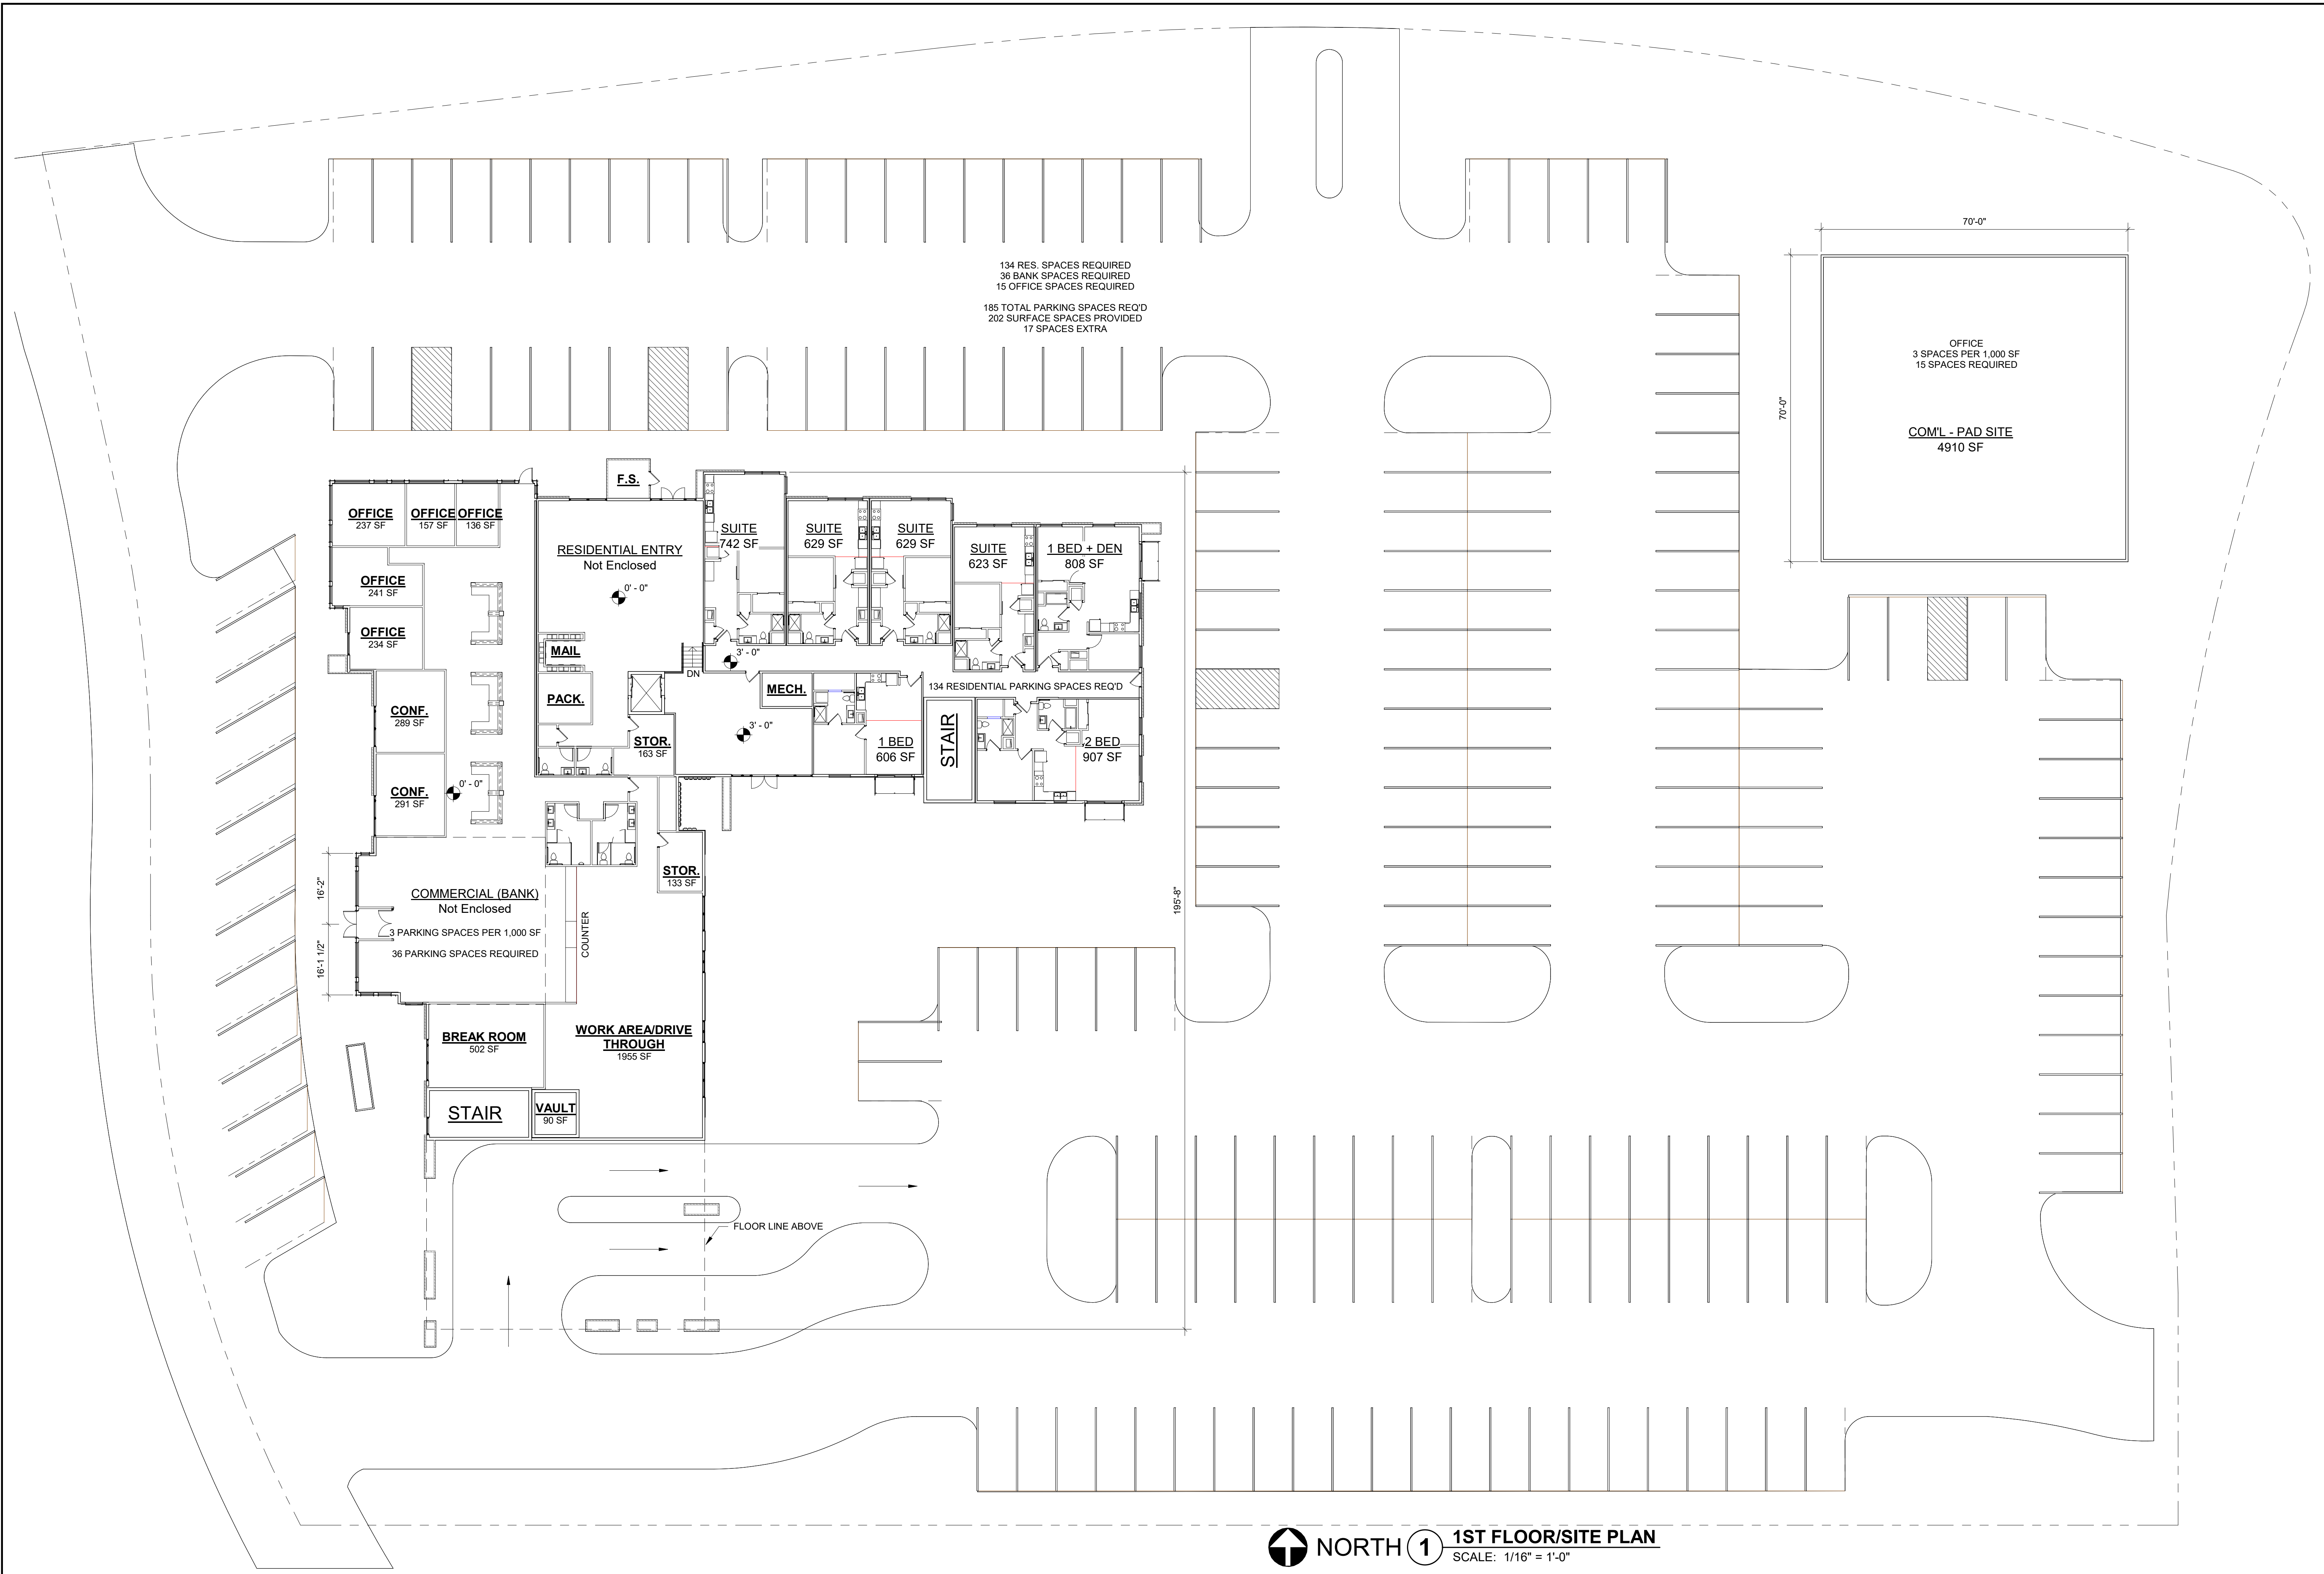 70'-0"
134 RES. SPACES REQUIRED
36 BANK SPACES REQUIRED
15 OFFICE SPACES REQUIRED
185 TOTAL PARKING SPACES REQ'D
202 SURFACE SPACES PROVIDED
17 SPACES EXTRA
OFFICE
3 SPACES PER 1,000 SF
15 SPACES REQUIRED
70'-0"
COM'L - PAD SITE
4910 SF
F.S.
OFFICE
237 SF
OFFICE
157 SF
OFFICE
136 SF
RESIDENTIAL ENTRY
Not Enclosed
0' - 0"
SUITE
742 SF
SUITE
629 SF
SUITE
629 SF
SUITE
623 SF
1 BED + DEN
808 SF
OFFICE
241 SF
OFFICE
234 SF
MAIL
3' - 0"
DN
PACK.
MECH.
134 RESIDENTIAL PARKING SPACES REQ'D
CONF.
289 SF
STOR.
163 SF
3' - 0"
1 BED
606 SF
STAIR
2 BED
907 SF
CONF.
291 SF
0' - 0"
STOR.
133 SF
16'-2"
COMMERCIAL (BANK)
Not Enclosed
3 PARKING SPACES PER 1,000 SF
36 PARKING SPACES REQUIRED
16'-1 1/2"
COUNTER
195'-8"
BREAK ROOM
502 SF
WORK AREA/DRIVE
THROUGH
1955 SF
STAIR
VAULT
90 SF
FLOOR LINE ABOVE
NORTH
1
1ST FLOOR/SITE PLAN
SCALE: 1/16" = 1'-0"